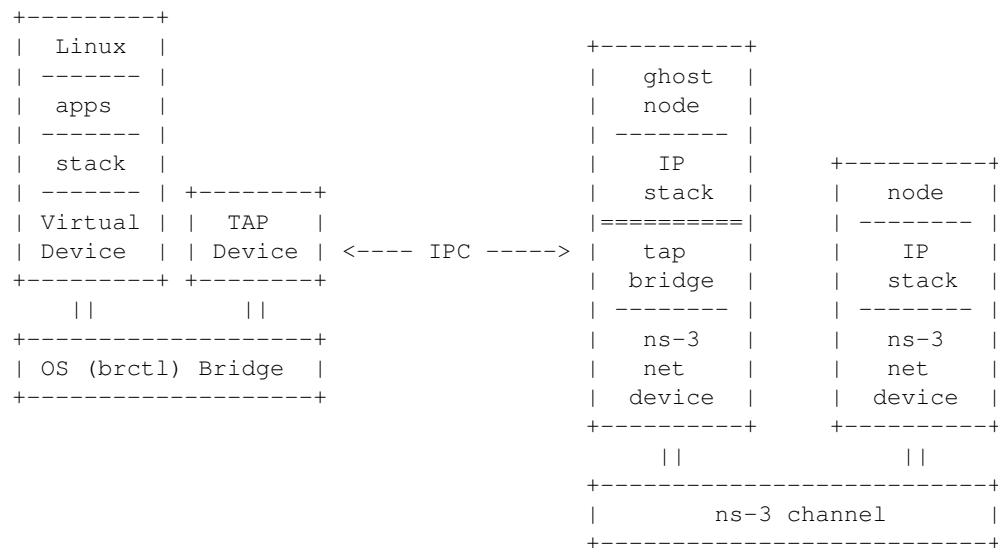 +---------+
|  Linux  |                             +----------+
| ------- |                             |   ghost  |
|  apps   |                             |   node   |
| ------- |                             | -------- |
|  stack  |                             |    IP    |     +----------+
| ------- | +--------+                  |   stack  |     |   node   |
| Virtual | |  TAP   |                  |==========|     | -------- |
| Device  | | Device | <---- IPC -----> |   tap    |     |    IP    |
+---------+ +--------+                  |  bridge  |     |   stack  |
    ||          ||                      | -------- |     | -------- |
+--------------------+                  |   ns-3   |     |   ns-3   |
| OS (brctl) Bridge  |                  |   net    |     |   net    |
+--------------------+                  |  device  |     |  device  |
                                        +----------+     +----------+
                                             ||               ||
                                        +---------------------------+
                                        |        ns-3 channel       |
                                        +---------------------------+